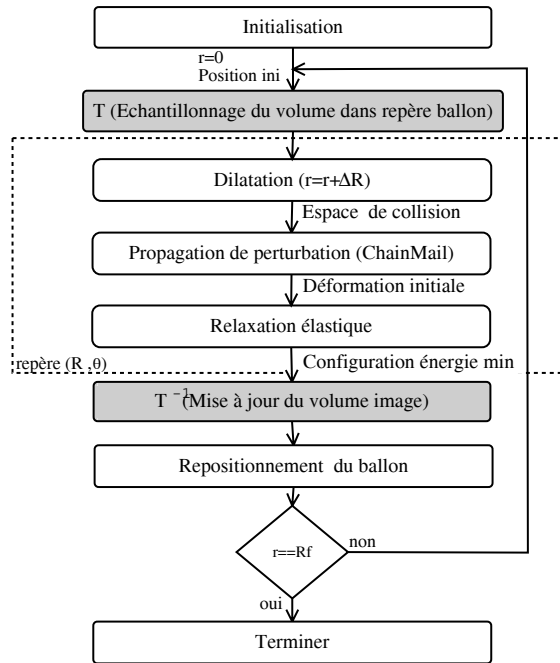 Initialisation
r=0
Position ini
T (Echantillonnage du volume dans repère ballon)
Dilatation (r=r+ΔR)
Espace de collision
Propagation de perturbation (ChainMail)
Déformation initiale
Relaxation élastique
repère (R ,θ)
Configuration énergie min
T ⁻¹(Mise à jour du volume image)
Repositionnement du ballon
r==Rf
non
oui
Terminer